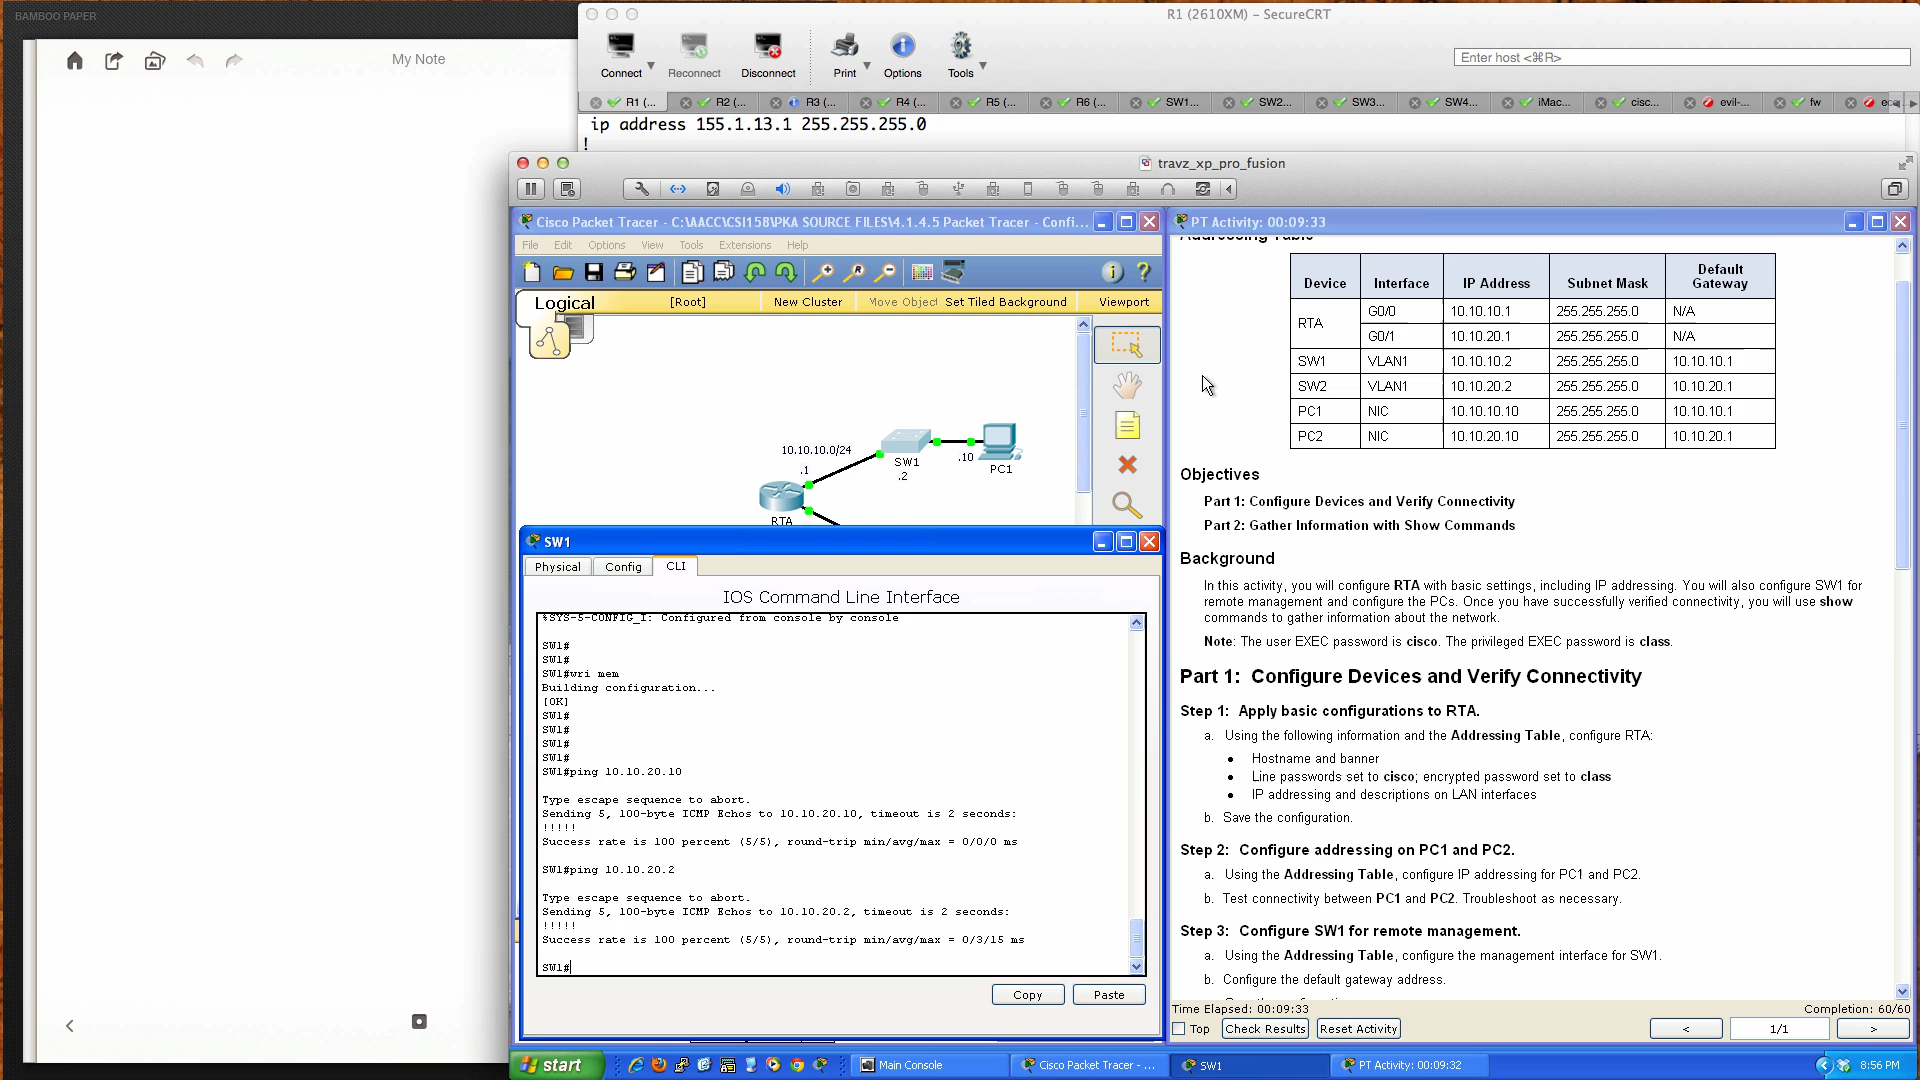 BAMBOO PAPER
My Note
R1 (2610XM) – SecureCRT
Connect
Reconnect
Disconnect
Print
Options
Tools
Enter host <⌘R>
R1 (...
R2 (...
R3 (...
R4 (...
R5 (...
R6 (...
SW1...
SW2...
SW3...
SW4...
iMac...
cisc...
evil-...
fw
ip address 155.1.13.1 255.255.255.0
!
travz_xp_pro_fusion
Cisco Packet Tracer - C:\AACC\CSI158\PKA SOURCE FILES\4.1.4.5 Packet Tracer - Confi...
File Edit Options View Tools Extensions Help
Logical
[Root]
New Cluster
Move Object
Set Tiled Background
Viewport
10.10.10.0/24
.1
SW1
.2
.10
PC1
RTA
SW1
Physical
Config
CLI
IOS Command Line Interface
%SYS-5-CONFIG_I: Configured from console by console
SW1#
SW1#
SW1#wri mem
Building configuration...
[OK]
SW1#
SW1#
SW1#
SW1#
SW1#ping 10.10.20.10
Type escape sequence to abort.
Sending 5, 100-byte ICMP Echos to 10.10.20.10, timeout is 2 seconds:
!!!!!
Success rate is 100 percent (5/5), round-trip min/avg/max = 0/0/0 ms
SW1#ping 10.10.20.2
Type escape sequence to abort.
Sending 5, 100-byte ICMP Echos to 10.10.20.2, timeout is 2 seconds:
!!!!!
Success rate is 100 percent (5/5), round-trip min/avg/max = 0/3/15 ms
SW1#
Copy
Paste
PT Activity: 00:09:33
Addressing Table
Device Interface IP Address Subnet Mask Default Gateway
RTA G0/0 10.10.10.1 255.255.255.0 N/A
G0/1 10.10.20.1 255.255.255.0 N/A
SW1 VLAN1 10.10.10.2 255.255.255.0 10.10.10.1
SW2 VLAN1 10.10.20.2 255.255.255.0 10.10.20.1
PC1 NIC 10.10.10.10 255.255.255.0 10.10.10.1
PC2 NIC 10.10.20.10 255.255.255.0 10.10.20.1
Objectives
Part 1: Configure Devices and Verify Connectivity
Part 2: Gather Information with Show Commands
Background
In this activity, you will configure RTA with basic settings, including IP addressing. You will also configure SW1 for
remote management and configure the PCs. Once you have successfully verified connectivity, you will use show
commands to gather information about the network.
Note: The user EXEC password is cisco. The privileged EXEC password is class.
Part 1: Configure Devices and Verify Connectivity
Step 1: Apply basic configurations to RTA.
a. Using the following information and the Addressing Table, configure RTA:
• Hostname and banner
• Line passwords set to cisco; encrypted password set to class
• IP addressing and descriptions on LAN interfaces
b. Save the configuration.
Step 2: Configure addressing on PC1 and PC2.
a. Using the Addressing Table, configure IP addressing for PC1 and PC2.
b. Test connectivity between PC1 and PC2. Troubleshoot as necessary.
Step 3: Configure SW1 for remote management.
a. Using the Addressing Table, configure the management interface for SW1.
b. Configure the default gateway address.
Time Elapsed: 00:09:33
Completion: 60/60
Top
Check Results
Reset Activity
<
1/1
>
start
Main Console
Cisco Packet Tracer - ...
SW1
PT Activity: 00:09:32
8:56 PM